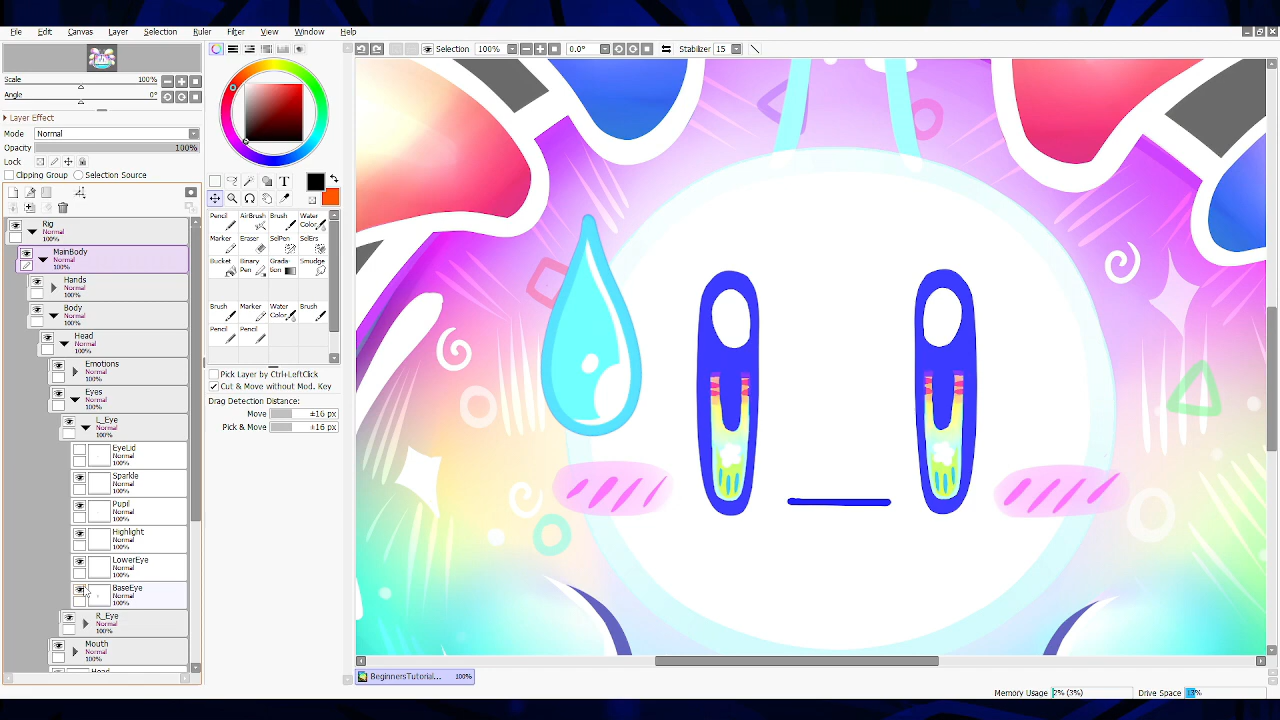 File Edit Canvas Layer Selection Ruler Filter View Window Help
Selection 100% 0.0° Stabilizer 15
Scale 100%
Angle 0°
Layer Effect
Mode Normal
Opacity 100%
Lock
Clipping Group Selection Source
Rig
Normal
100%
MainBody
Normal
100%
Hands
Normal
100%
Body
Normal
100%
Head
Normal
100%
Emotions
Normal
100%
Eyes
Normal
100%
L_Eye
Normal
100%
EyeLid
Normal
100%
Sparkle
Normal
100%
Pupil
Normal
100%
Highlight
Normal
100%
LowerEye
Normal
100%
BaseEye
Normal
100%
R_Eye
Normal
100%
Mouth
Normal
100%
Head
T
Pencil AirBrush Brush Water Color
Marker Eraser SelPen SelErs
Bucket Binary Pen Gradation Smudge
Brush Marker Water Color Brush
Pencil Pencil
Pick Layer by Ctrl+LeftClick
Cut & Move without Mod. Key
Drag Detection Distance:
Move ±16 px
Pick & Move ±16 px
BeginnersTutorial... 100%
Memory Usage 2% (3%) Drive Space 13%